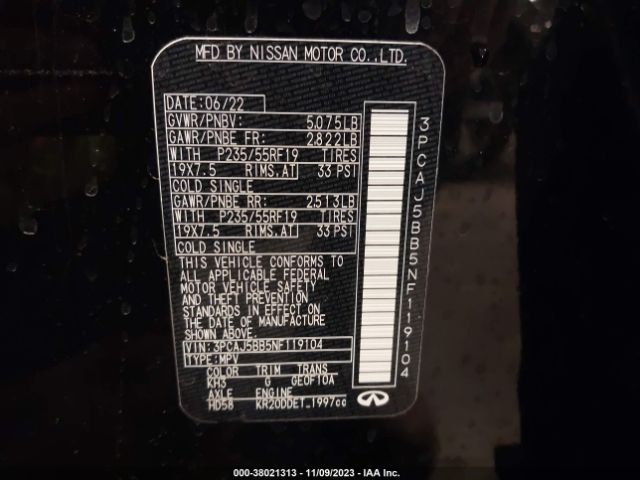 MFD BY NISSAN MOTOR CO.,LTD.
DATE:06/22
GVWR/PNBV: 5.075LB
GAWR/PNBE FR: 2.822LB
WITH P235/55RF19 TIRES
19X7.5 RIMS.AT 33 PSI
COLD SINGLE
GAWR/PNBE RR: 2.513LB
WITH P235/55RF19 TIRES
19X7.5 RIMS.AT 33 PSI
COLD SINGLE
THIS VEHICLE CONFORMS TO
ALL APPLICABLE FEDERAL
MOTOR VEHICLE SAFETY
AND THEFT PREVENTION
STANDARDS IN EFFECT ON
THE DATE OF MANUFACTURE
SHOWN ABOVE.
VIN:3PCAJ5BB5NF119104
TYPE:MPV
COLOR TRIM TRANS
KH3 G GE0F10A
AXLE ENGINE
HD58 KR20DDET_1997cc
3PCAJ5BB5NF119104
000-38021313 - 11/09/2023 - IAA Inc.